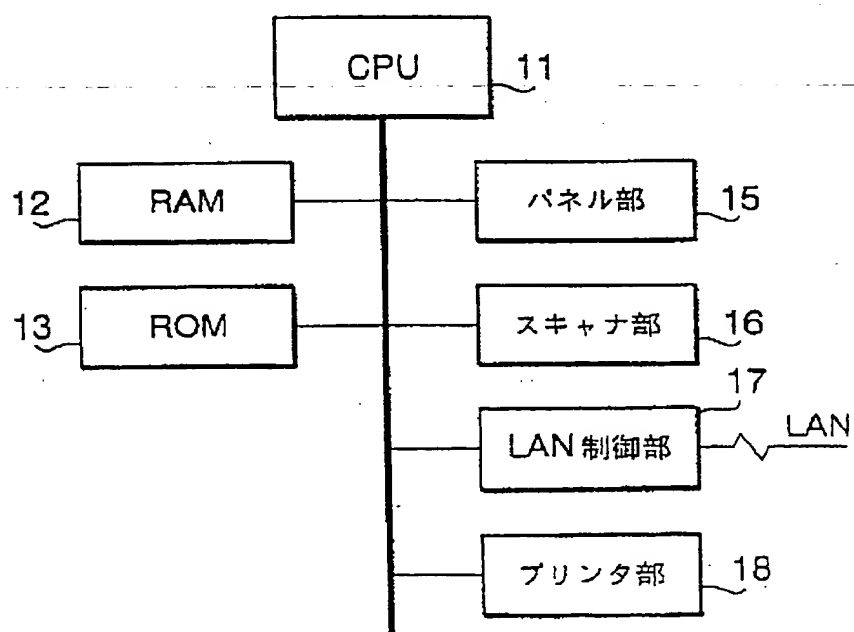 CPU
11
12
RAM
パネル部
15
13
ROM
スキャナ部
16
17
LAN制御部
LAN
プリンタ部
18